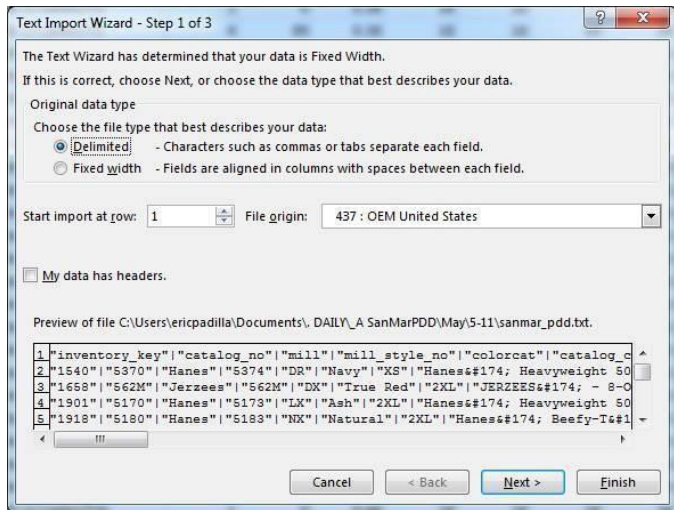 Text Import Wizard - Step 1 of 3
The Text Wizard has determined that your data is Fixed Width.
If this is correct, choose Next, or choose the data type that best describes your data.
Original data type
Choose the file type that best describes your data:
Delimited - Characters such as commas or tabs separate each field.
Fixed width - Fields are aligned in columns with spaces between each field.
Start import at row: 1 File origin: 437 : OEM United States
My data has headers.
Preview of file C:\Users\ericpadilla\Documents\. DAILY\_A SanMarPDD\May\5-11\sanmar_pdd.txt.
1 "inventory_key"|"catalog_no"|"mill"|"mill_style_no"|"colorcat"|"catalog_c
2 "1540"|"5370"|"Hanes"|"5374"|"DR"|"Navy"|"XS"|"Hanes&#174; Heavyweight 50
3 "1658"|"562M"|"Jerzees"|"562M"|"DX"|"True Red"|"2XL"|"JERZEES&#174; - 8-O
4 "1901"|"5170"|"Hanes"|"5173"|"LX"|"Ash"|"2XL"|"Hanes&#174; Heavyweight 50
5 "1918"|"5180"|"Hanes"|"5183"|"NX"|"Natural"|"2XL"|"Hanes&#174; Beefy-T&#1
Cancel < Back Next > Finish